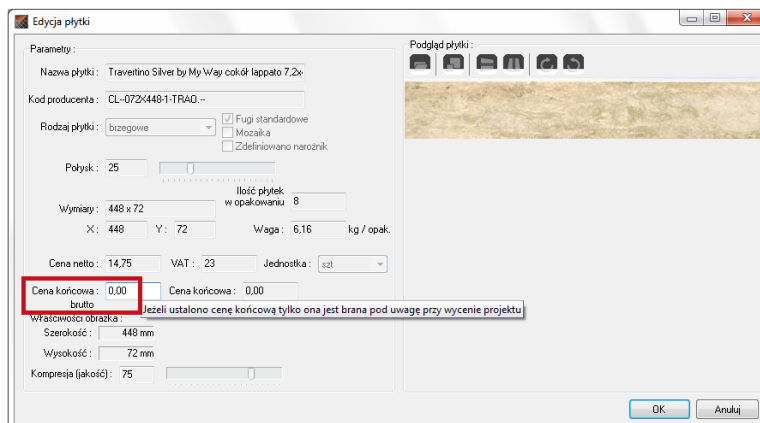 Edycja płytki
Parametry :
Nazwa płytki : Travertino Silver by My Way cokół lappato 7,2x
Kod producenta : CL--072X448-1-TRAO.--
Rodzaj płytki : brzegowe
Fugi standardowe
Mozaika
Zdefiniowano narożnik
Połysk : 25
Ilość płytek
w opakowaniu 8
Wymiary : 448 x 72
X : 448 Y : 72 Waga : 6,16 kg / opak.
Cena netto : 14,75 VAT : 23 Jednostka : szt
Cena końcowa : 0,00 Cena końcowa : 0,00
brutto
Jeżeli ustalono cenę końcową tylko ona jest brana pod uwagę przy wycenie projektu
Właściwości obrazka :
Szerokość : 448 mm
Wysokość : 72 mm
Kompresja (jakość) : 75
Podgląd płytki :
OK Anuluj